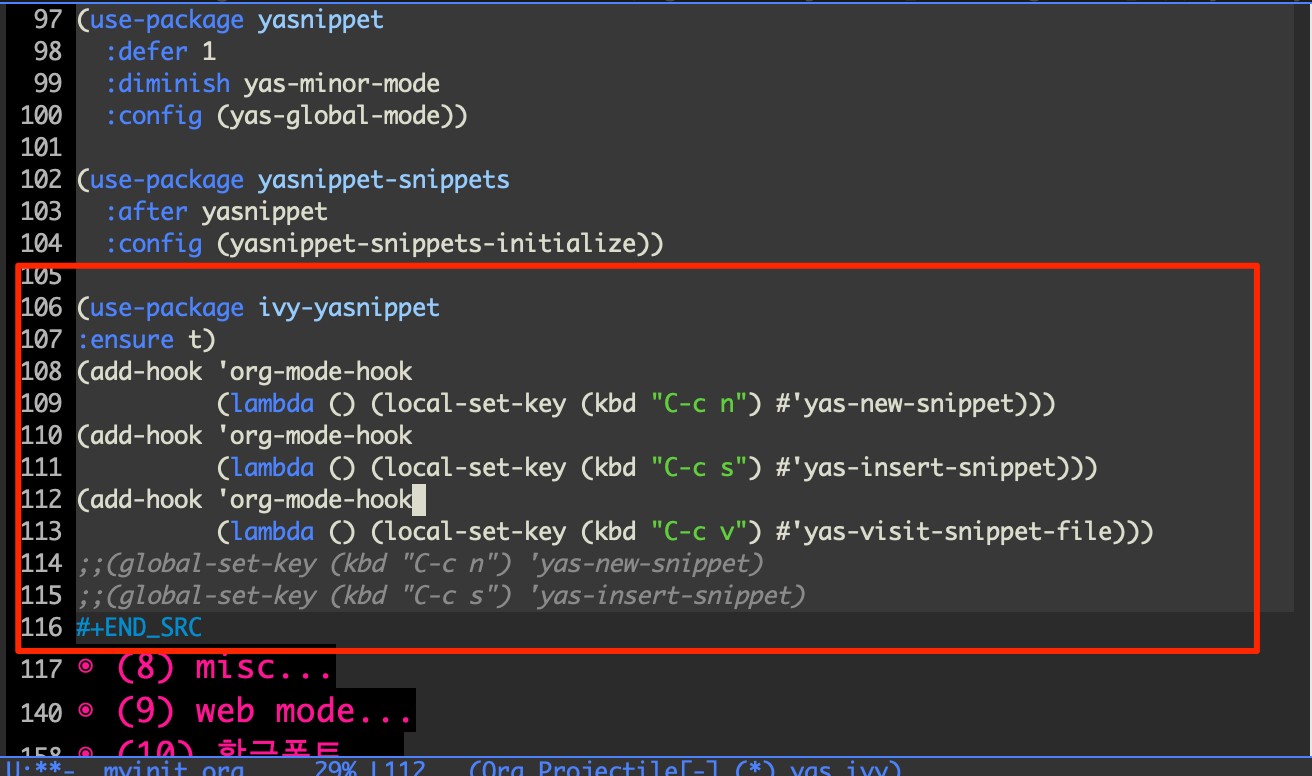 97 (use-package yasnippet
98   :defer 1
99   :diminish yas-minor-mode
100   :config (yas-global-mode))
101
102 (use-package yasnippet-snippets
103   :after yasnippet
104   :config (yasnippet-snippets-initialize))
105
106 (use-package ivy-yasnippet
107 :ensure t)
108 (add-hook 'org-mode-hook
109           (lambda () (local-set-key (kbd "C-c n") #'yas-new-snippet)))
110 (add-hook 'org-mode-hook
111           (lambda () (local-set-key (kbd "C-c s") #'yas-insert-snippet)))
112 (add-hook 'org-mode-hook
113           (lambda () (local-set-key (kbd "C-c v") #'yas-visit-snippet-file)))
114 ;;(global-set-key (kbd "C-c n") 'yas-new-snippet)
115 ;;(global-set-key (kbd "C-c s") 'yas-insert-snippet)
116 #+END_SRC
117 ◉ (8) misc...
140 ◉ (9) web mode...
158 ◉ (10) 한글폰트
U:**-  myinit.org     29% L112   (Org Projectile[-] (*) yas ivy)